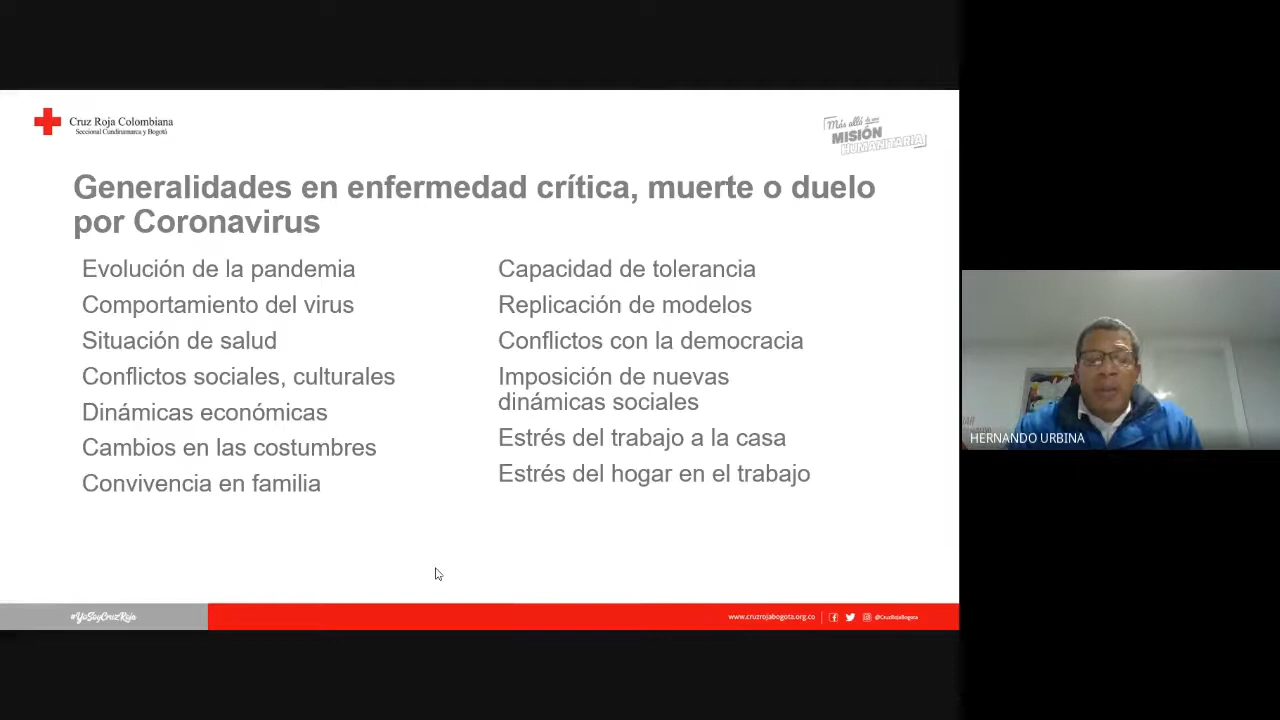 Cruz Roja Colombiana
Seccional Cundinamarca y Bogotá
Más allá de una
MISIÓN
HUMANITARIA
Generalidades en enfermedad crítica, muerte o duelo
por Coronavirus
Evolución de la pandemia
Comportamiento del virus
Situación de salud
Conflictos sociales, culturales
Dinámicas económicas
Cambios en las costumbres
Convivencia en familia
Capacidad de tolerancia
Replicación de modelos
Conflictos con la democracia
Imposición de nuevas
dinámicas sociales
Estrés del trabajo a la casa
Estrés del hogar en el trabajo
HERNANDO URBINA
#YoSoyCruzRoja
www.cruzrojabogota.org.co
@CruzRojaBogota